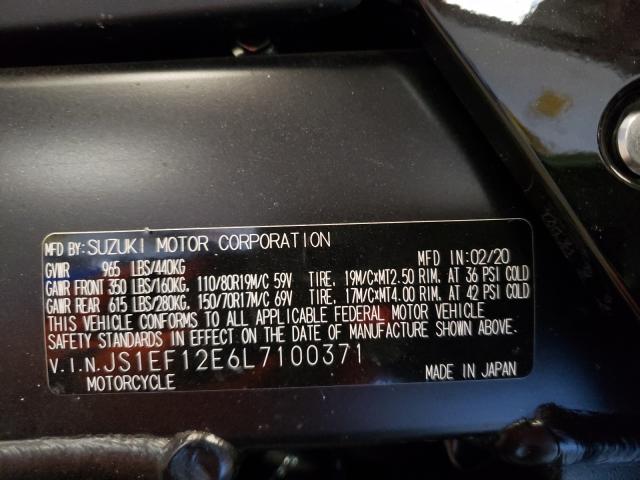 MFD BY:SUZUKI MOTOR CORPORATION
MFD IN:02/20
GVWR 965 LBS/440KG
GAWR FRONT 350 LBS/160KG, 110/80R19M/C 59V TIRE, 19M/C×MT2.50 RIM, AT 36 PSI COLD
GAWR REAR 615 LBS/280KG, 150/70R17M/C 69V TIRE, 17M/C×MT4.00 RIM, AT 42 PSI COLD
THIS VEHICLE CONFORMS TO ALL APPLICABLE FEDERAL MOTOR VEHICLE
SAFETY STANDARDS IN EFFECT ON THE DATE OF MANUFACTURE SHOWN ABOVE.
V.I.N.JS1EF12E6L7100371
MOTORCYCLE
MADE IN JAPAN